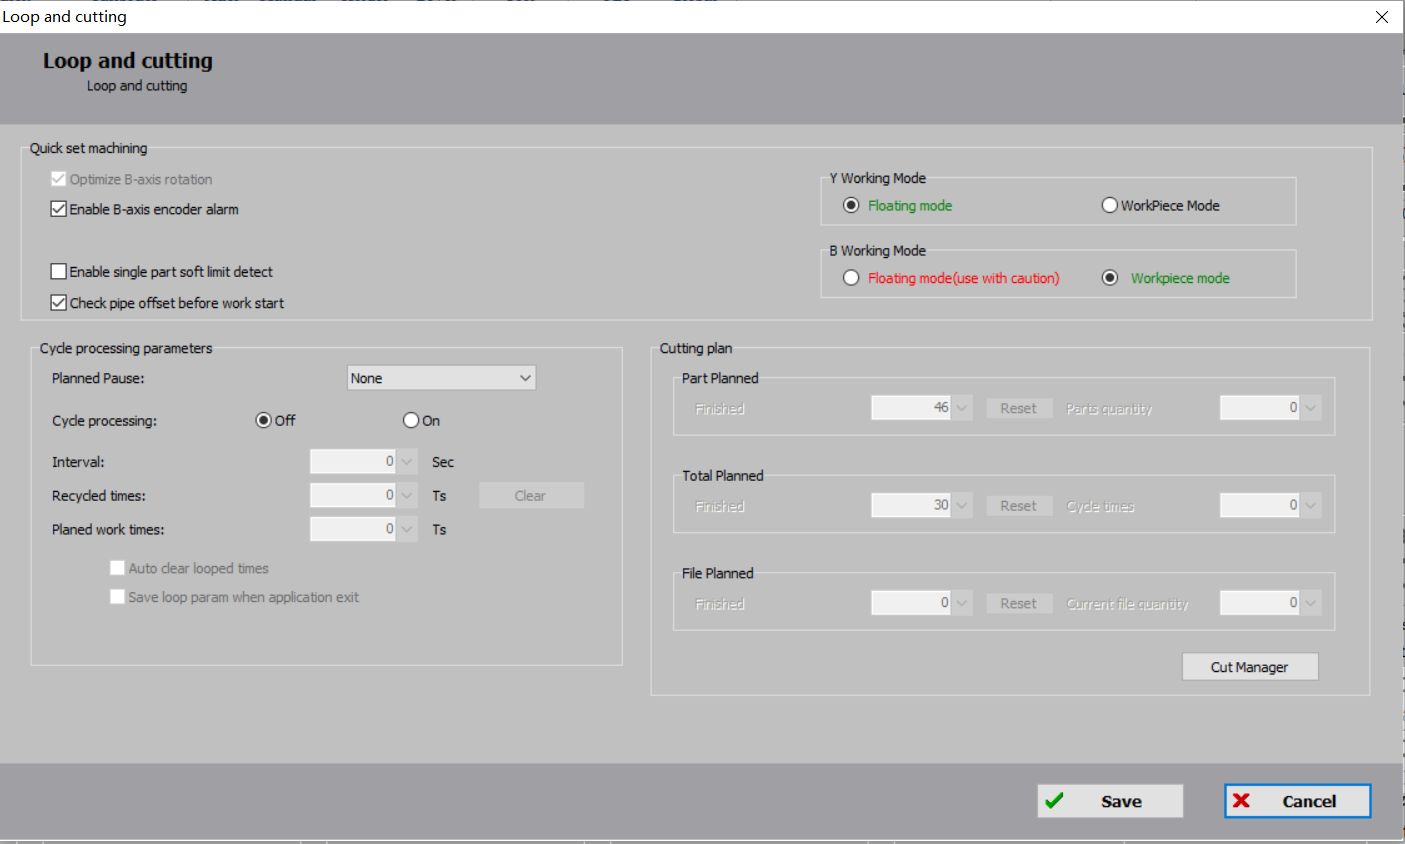 Loop and cutting
Loop and cutting
Loop and cutting
Quick set machining
Optimize B-axis rotation
Enable B-axis encoder alarm
Enable single part soft limit detect
Check pipe offset before work start
Y Working Mode
Floating mode
WorkPiece Mode
B Working Mode
Floating mode(use with caution)
Workpiece mode
Cycle processing parameters
Planned Pause:
None
Cycle processing:
Off
On
Interval:
0
Sec
Recycled times:
0
Ts
Clear
Planed work times:
0
Ts
Auto clear looped times
Save loop param when application exit
Cutting plan
Part Planned
Finished
46
Reset
Parts quantity
0
Total Planned
Finished
30
Reset
Cycle times
0
File Planned
Finished
0
Reset
Current file quantity
0
Cut Manager
Save
Cancel